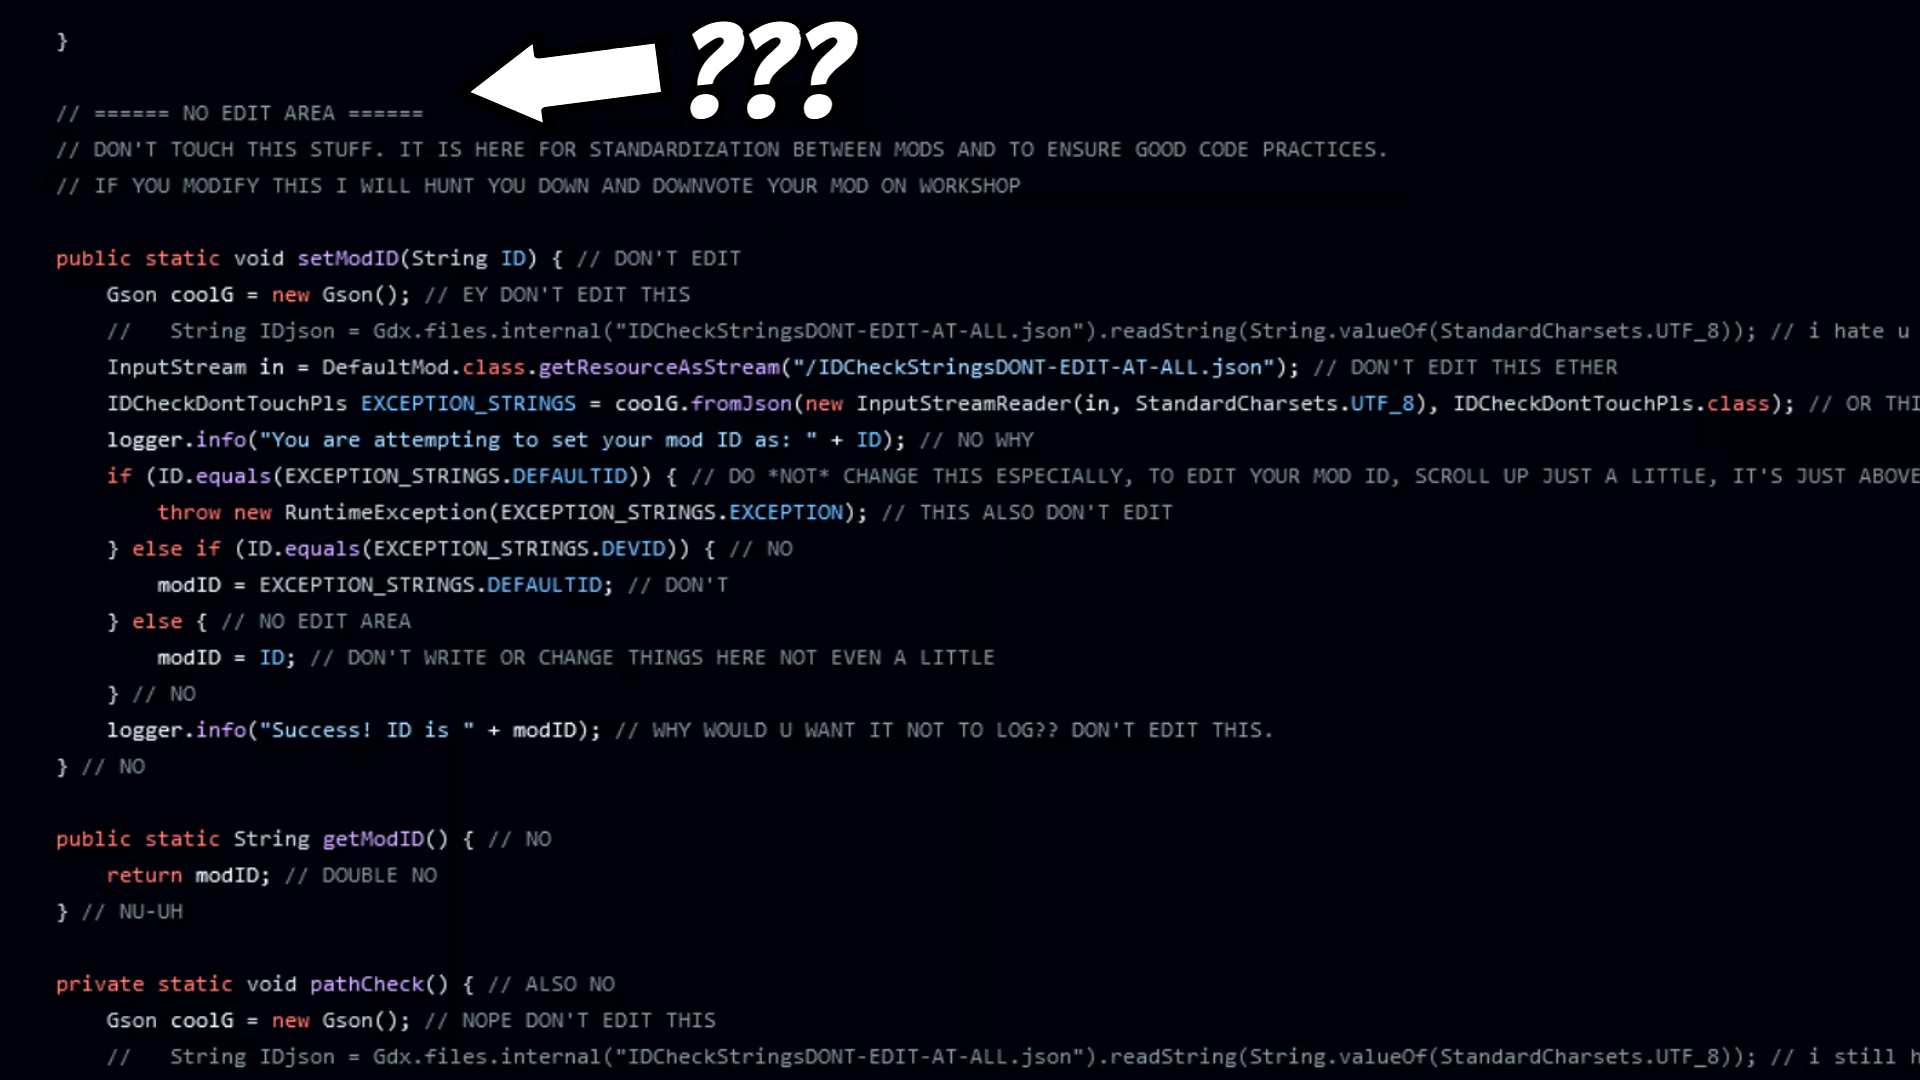 }
???
// ====== NO EDIT AREA ======
// DON'T TOUCH THIS STUFF. IT IS HERE FOR STANDARDIZATION BETWEEN MODS AND TO ENSURE GOOD CODE PRACTICES.
// IF YOU MODIFY THIS I WILL HUNT YOU DOWN AND DOWNVOTE YOUR MOD ON WORKSHOP
public static void setModID(String ID) { // DON'T EDIT
Gson coolG = new Gson(); // EY DON'T EDIT THIS
//   String IDjson = Gdx.files.internal("IDCheckStringsDONT-EDIT-AT-ALL.json").readString(String.valueOf(StandardCharsets.UTF_8)); // i hate u
InputStream in = DefaultMod.class.getResourceAsStream("/IDCheckStringsDONT-EDIT-AT-ALL.json"); // DON'T EDIT THIS ETHER
IDCheckDontTouchPls EXCEPTION_STRINGS = coolG.fromJson(new InputStreamReader(in, StandardCharsets.UTF_8), IDCheckDontTouchPls.class); // OR THI
logger.info("You are attempting to set your mod ID as: " + ID); // NO WHY
if (ID.equals(EXCEPTION_STRINGS.DEFAULTID)) { // DO *NOT* CHANGE THIS ESPECIALLY, TO EDIT YOUR MOD ID, SCROLL UP JUST A LITTLE, IT'S JUST ABOVE
throw new RuntimeException(EXCEPTION_STRINGS.EXCEPTION); // THIS ALSO DON'T EDIT
} else if (ID.equals(EXCEPTION_STRINGS.DEVID)) { // NO
modID = EXCEPTION_STRINGS.DEFAULTID; // DON'T
} else { // NO EDIT AREA
modID = ID; // DON'T WRITE OR CHANGE THINGS HERE NOT EVEN A LITTLE
} // NO
logger.info("Success! ID is " + modID); // WHY WOULD U WANT IT NOT TO LOG?? DON'T EDIT THIS.
} // NO
public static String getModID() { // NO
return modID; // DOUBLE NO
} // NU-UH
private static void pathCheck() { // ALSO NO
Gson coolG = new Gson(); // NOPE DON'T EDIT THIS
//   String IDjson = Gdx.files.internal("IDCheckStringsDONT-EDIT-AT-ALL.json").readString(String.valueOf(StandardCharsets.UTF_8)); // i still h